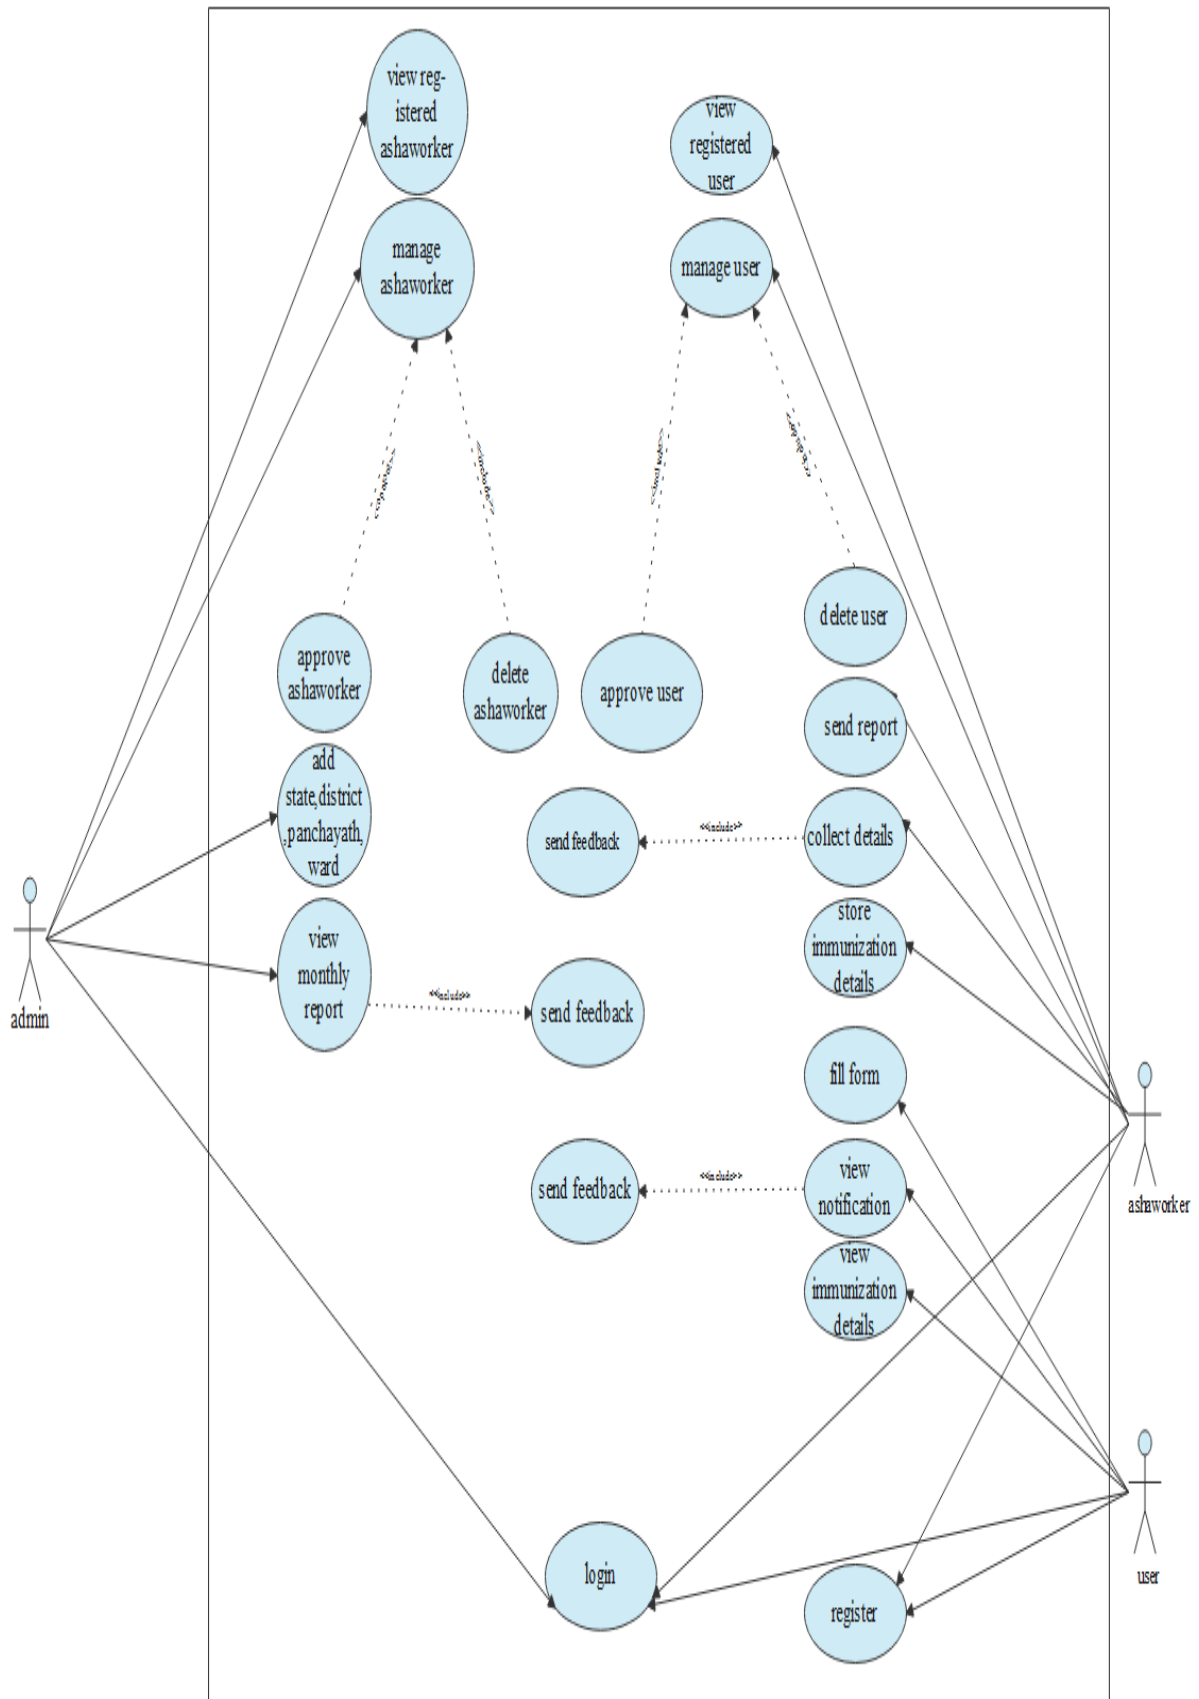 view reg-
istered
ashaworker
view
registered
user
manage
ashaworker
manage user
<<include>>
<<include>>
delete user
approve
ashaworker
delete
ashaworker
approve user
send report
add
state,district
,panchayath,
ward
send feedback
<<include>>
collect details
store
immunization
details
view
monthly
report
<<include>>
send feedback
admin
fill form
send feedback
<<include>>
view
notification
ashaworker
view
immunization
details
login
user
register